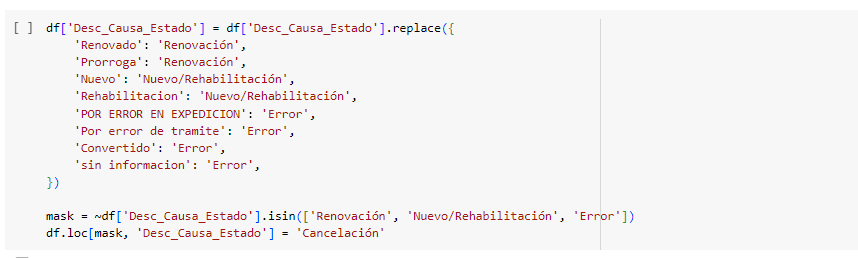 [ ] df['Desc_Causa_Estado'] = df['Desc_Causa_Estado'].replace({
    'Renovado': 'Renovación',
    'Prorroga': 'Renovación',
    'Nuevo': 'Nuevo/Rehabilitación',
    'Rehabilitacion': 'Nuevo/Rehabilitación',
    'POR ERROR EN EXPEDICION': 'Error',
    'Por error de tramite': 'Error',
    'Convertido': 'Error',
    'sin informacion': 'Error',
})
mask = ~df['Desc_Causa_Estado'].isin(['Renovación', 'Nuevo/Rehabilitación', 'Error'])
df.loc[mask, 'Desc_Causa_Estado'] = 'Cancelación'